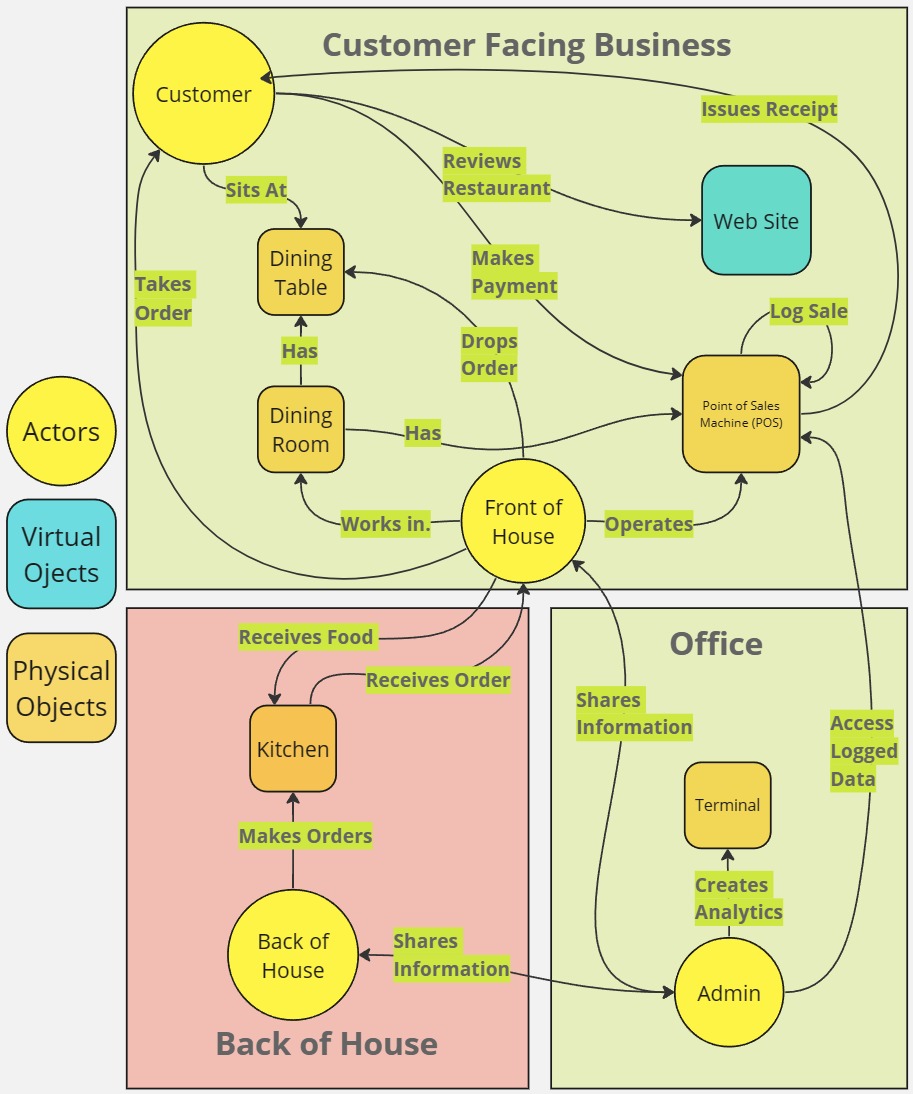 Customer Facing Business
Customer
Issues Receipt
Reviews
Restaurant
Sits At
Web Site
Dining
Table
Makes
Payment
Takes
Order
Log Sale
Drops
Order
Has
Point of Sales
Machine (POS)
Dining
Room
Has
Actors
Front of
House
Works in.
Operates
Virtual
Ojects
Physical
Objects
Receives Food
Receives Order
Kitchen
Makes Orders
Back of
House
Shares
Information
Back of House
Office
Shares
Information
Access
Logged
Data
Terminal
Creates
Analytics
Admin